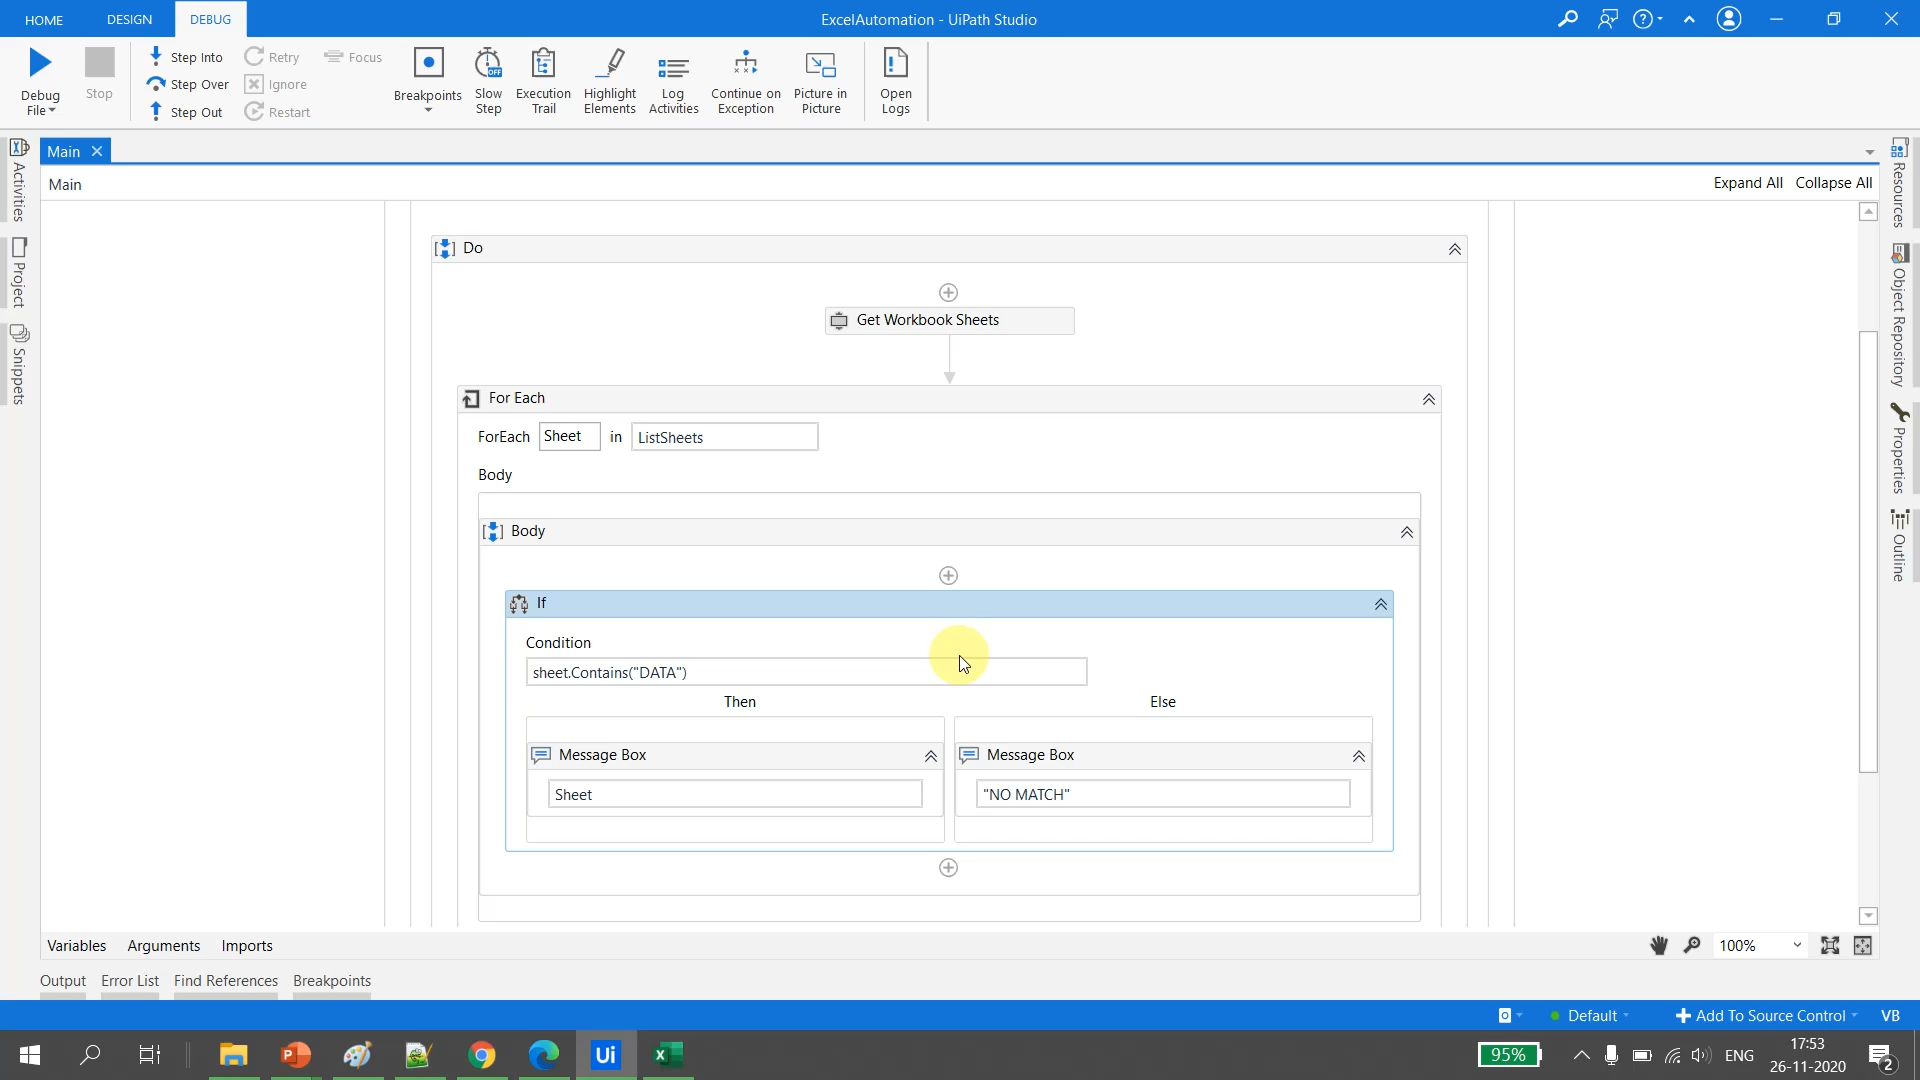 HOME DESIGN DEBUG ExcelAutomation - UiPath Studio
Debug File
Stop
Step Into
Step Over
Step Out
Retry
Ignore
Restart
Focus
Breakpoints
Slow Step
OFF
Execution Trail
Highlight Elements
Log Activities
Continue on Exception
Picture in Picture
Open Logs
Activities
Project
Snippets
Main
Main
Expand All Collapse All
Resources
Object Repository
Properties
Outline
Do
Get Workbook Sheets
For Each
ForEach Sheet in ListSheets
Body
Body
If
Condition
sheet.Contains("DATA")
Then Else
Message Box Message Box
Sheet "NO MATCH"
Variables Arguments Imports
100%
Output Error List Find References Breakpoints
Default Add To Source Control VB
Ui
95%
ENG
17:53
26-11-2020
2